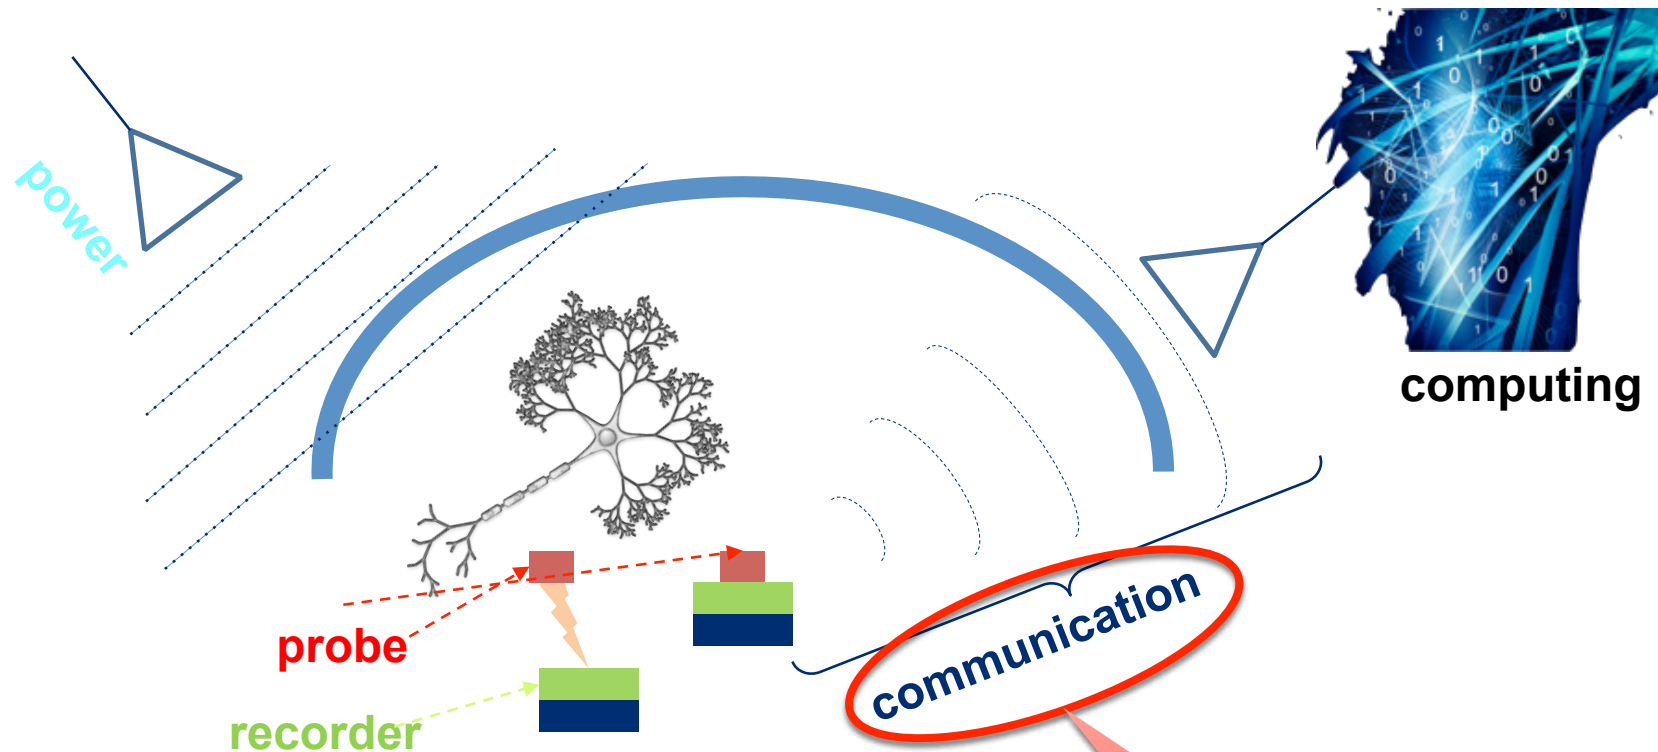 power
computing
probe
communication
recorder